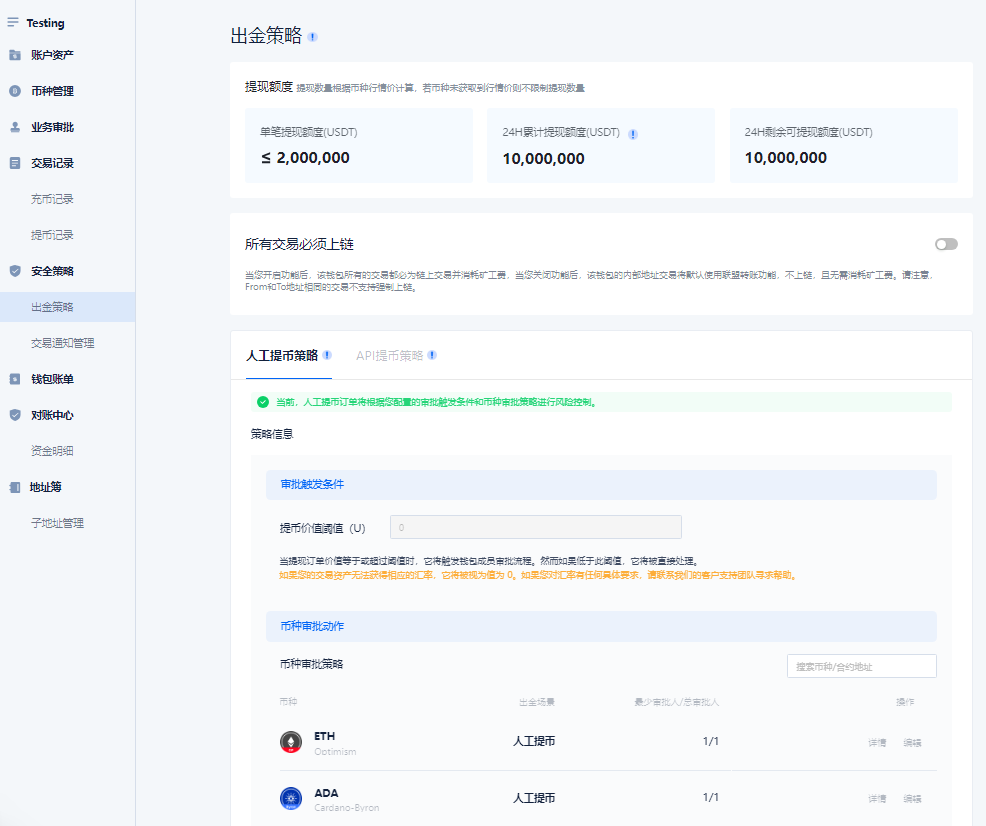 Testing
账户资产
币种管理
业务审批
交易记录
充币记录
提币记录
安全策略
出金策略
交易通知管理
钱包账单
对账中心
资金明细
地址簿
子地址管理
出金策略
提现额度 提现数量根据币种行情价计算，若币种未获取到行情价则不限制提现数量
单笔提现额度(USDT)
≤ 2,000,000
24H累计提现额度(USDT)
10,000,000
24H剩余可提现额度(USDT)
10,000,000
所有交易必须上链
当您开启功能后，该钱包所有的交易都必为链上交易并消耗矿工费，当您关闭功能后，该钱包的内部地址交易将默认使用联盟转账功能，不上链，且无需消耗矿工费。请注意，
From和To地址相同的交易不支持强制上链。
人工提币策略
API提币策略
当前，人工提币订单将根据您配置的审批触发条件和币种审批策略进行风险控制。
策略信息
审批触发条件
提币价值阈值（U）
0
当提现订单价值等于或超过阈值时，它将触发钱包成员审批流程。然而如果低于此阈值，它将被直接处理。
如果您的交易资产无法获得相应的汇率，它将被视为值为 0。如果您对汇率有任何具体要求，请联系我们的客户支持团队寻求帮助。
币种审批动作
币种审批策略
搜索币种/合约地址
币种 出金场景 最少审批人/总审批人 操作
ETH
Optimism
人工提币 1/1 详情 编辑
ADA
Cardano-Byron
人工提币 1/1 详情 编辑